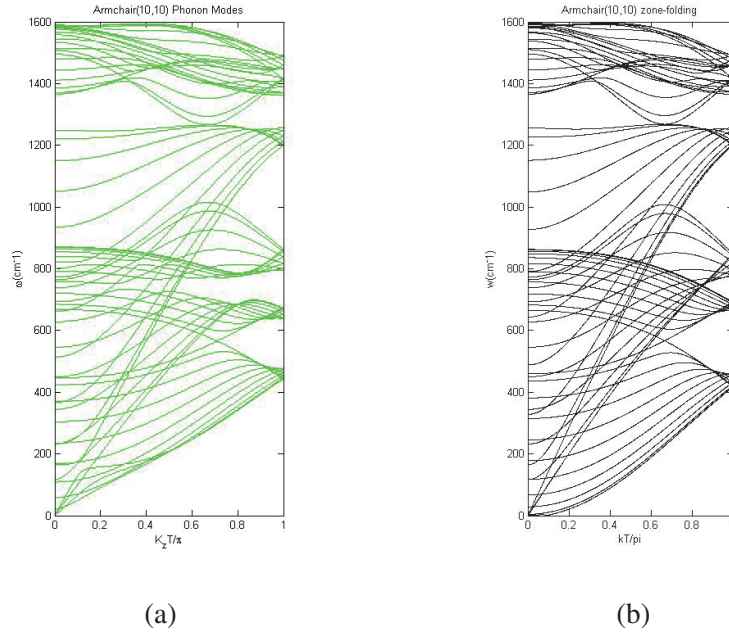 Armchair(10,10) Phonon Modes
1600
1400
1200
1000
800
600
400
200
0
ω(cm⁻¹)
0 0.2 0.4 0.6 0.8 1
K_zT/π
(a)
Armchair(10,10) zone-folding
1600
1400
1200
1000
800
600
400
200
0
w(cm⁻¹)
0 0.2 0.4 0.6 0.8 1
kT/pi
(b)